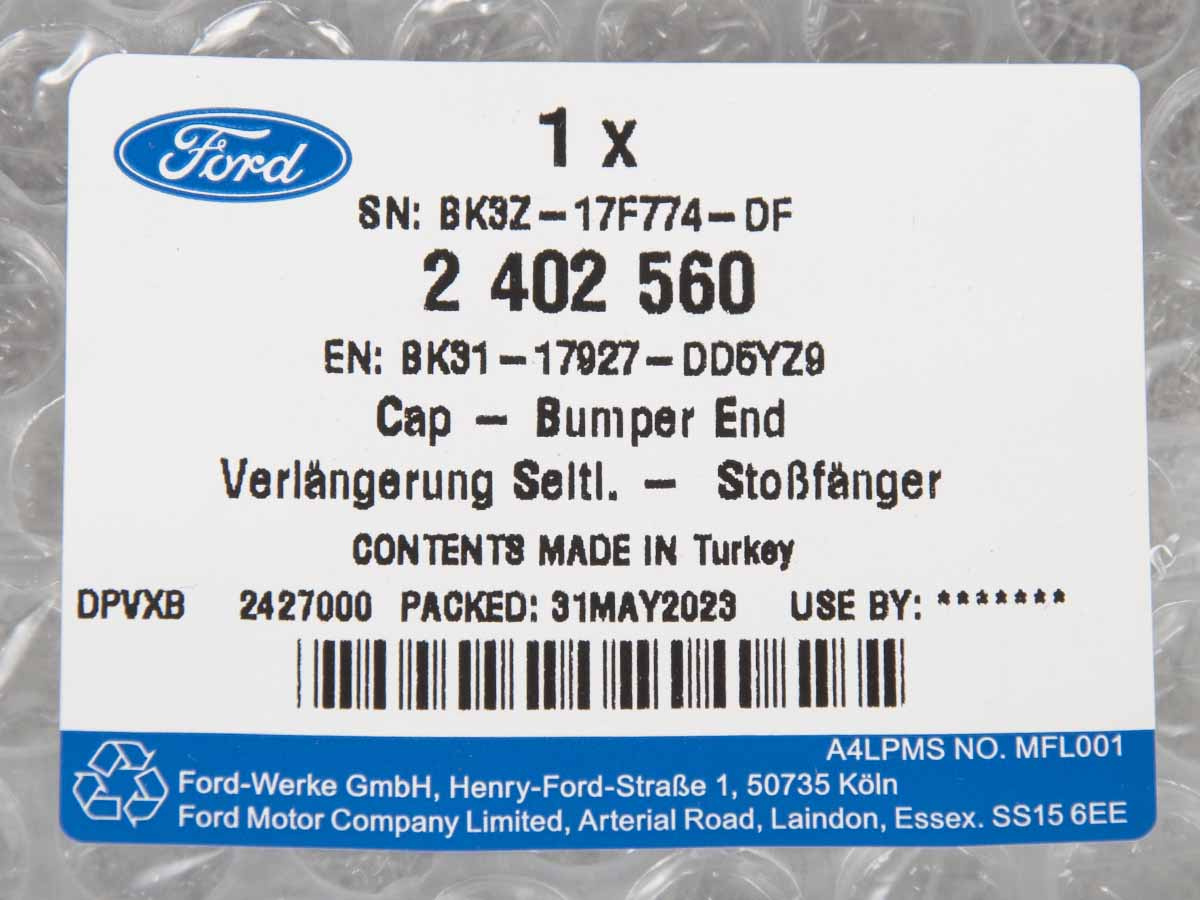 Ford
1 x
SN: BK3Z-17F774-DF
2 402 560
EN: BK31-17927-DD5YZ9
Cap - Bumper End
Verlängerung Seitl. - Stoßfänger
CONTENTS MADE IN Turkey
DPVXB 2427000 PACKED: 31MAY2023 USE BY: *******
A4LPMS NO. MFL001
Ford-Werke GmbH, Henry-Ford-Straße 1, 50735 Köln
Ford Motor Company Limited, Arterial Road, Laindon, Essex. SS15 6EE